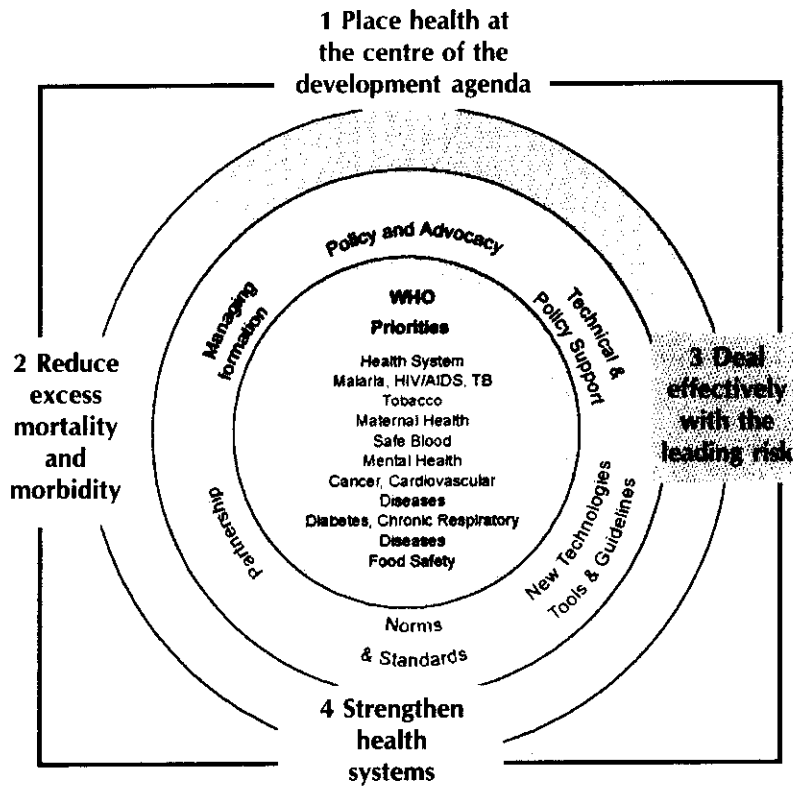 1 Place health at
the centre of the
development agenda
Policy and Advocacy
Managing
formation
Technical &
Policy Support
WHO
Priorities
Health System
Malaria, HIV/AIDS, TB
Tobacco
Maternal Health
Safe Blood
Mental Health
Cancer, Cardiovascular
Diseases
Diabetes, Chronic Respiratory
Diseases
Food Safety
2 Reduce
excess
mortality
and
morbidity
3 Deal
effectively
with the
leading risk
Partnership
New Technologies
Tools & Guidelines
Norms
& Standards
4 Strengthen
health
systems